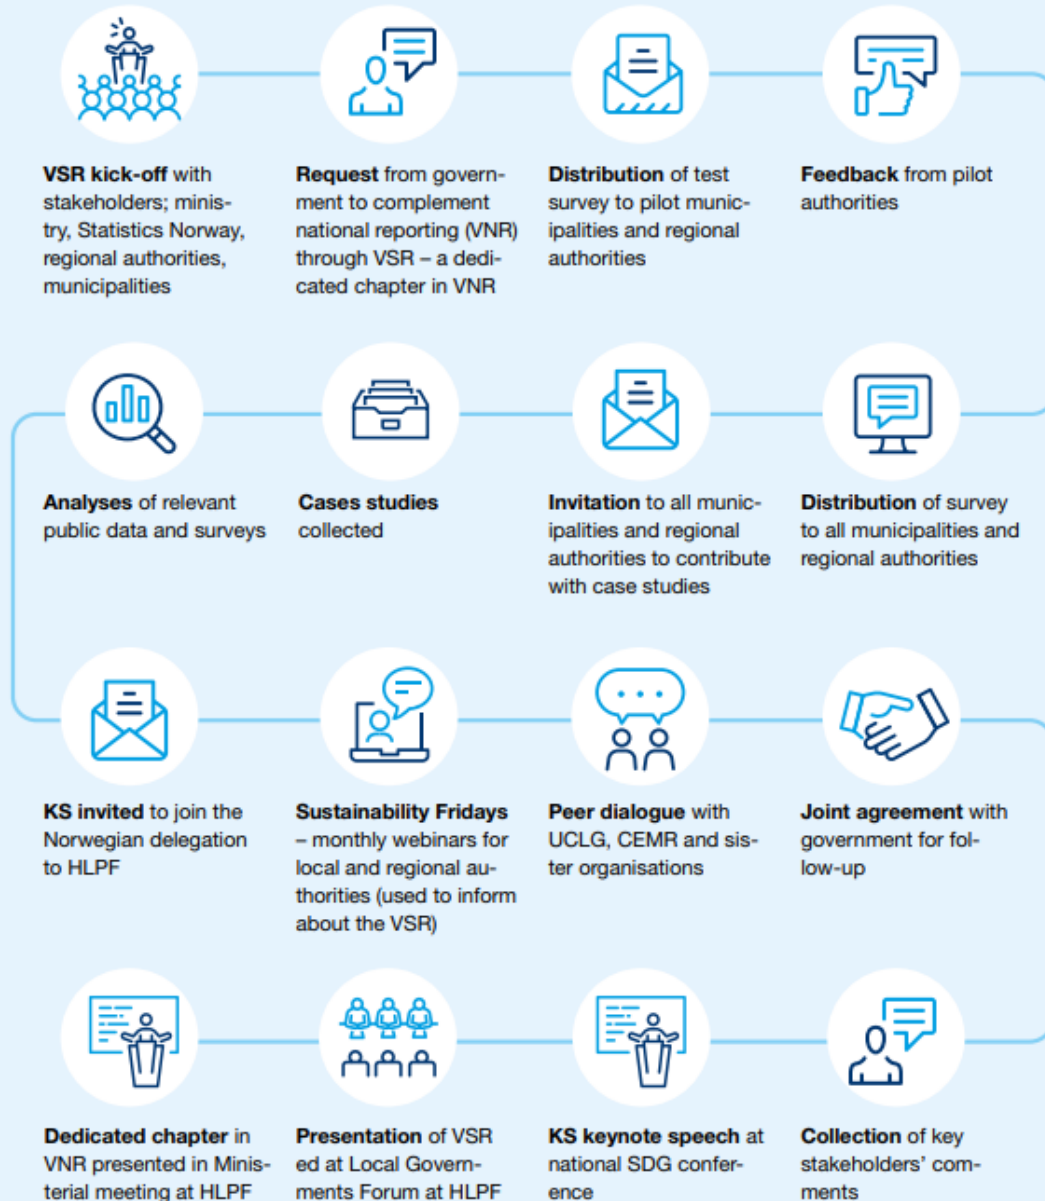 VSR kick-off with
stakeholders; minis-
try, Statistics Norway,
regional authorities,
municipalities
Request from govern-
ment to complement
national reporting (VNR)
through VSR – a dedi-
cated chapter in VNR
Distribution of test
survey to pilot munic-
ipalities and regional
authorities
Feedback from pilot
authorities
Analyses of relevant
public data and surveys
Cases studies
collected
Invitation to all munic-
ipalities and regional
authorities to contribute
with case studies
Distribution of survey
to all municipalities and
regional authorities
KS invited to join the
Norwegian delegation
to HLPF
Sustainability Fridays
– monthly webinars for
local and regional au-
thorities (used to inform
about the VSR)
Peer dialogue with
UCLG, CEMR and sis-
ter organisations
Joint agreement with
government for fol-
low-up
Dedicated chapter in
VNR presented in Minis-
terial meeting at HLPF
Presentation of VSR
ed at Local Govern-
ments Forum at HLPF
KS keynote speech at
national SDG confer-
ence
Collection of key
stakeholders' com-
ments